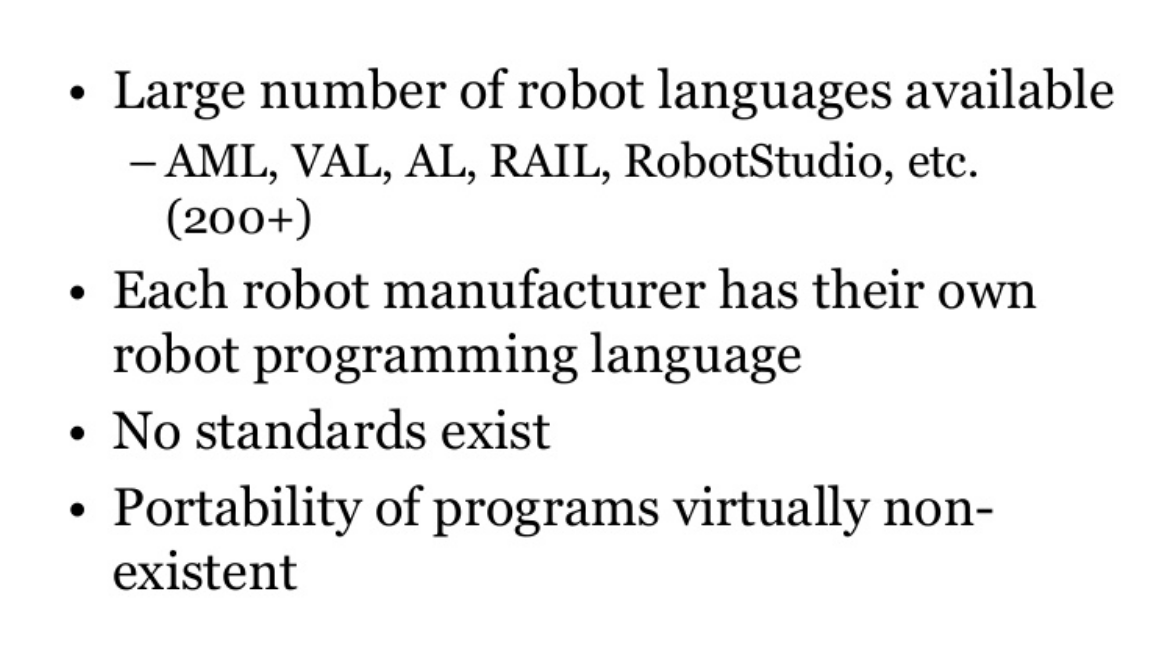 • Large number of robot languages available
– AML, VAL, AL, RAIL, RobotStudio, etc.
(200+)
• Each robot manufacturer has their own
robot programming language
• No standards exist
• Portability of programs virtually non-
existent